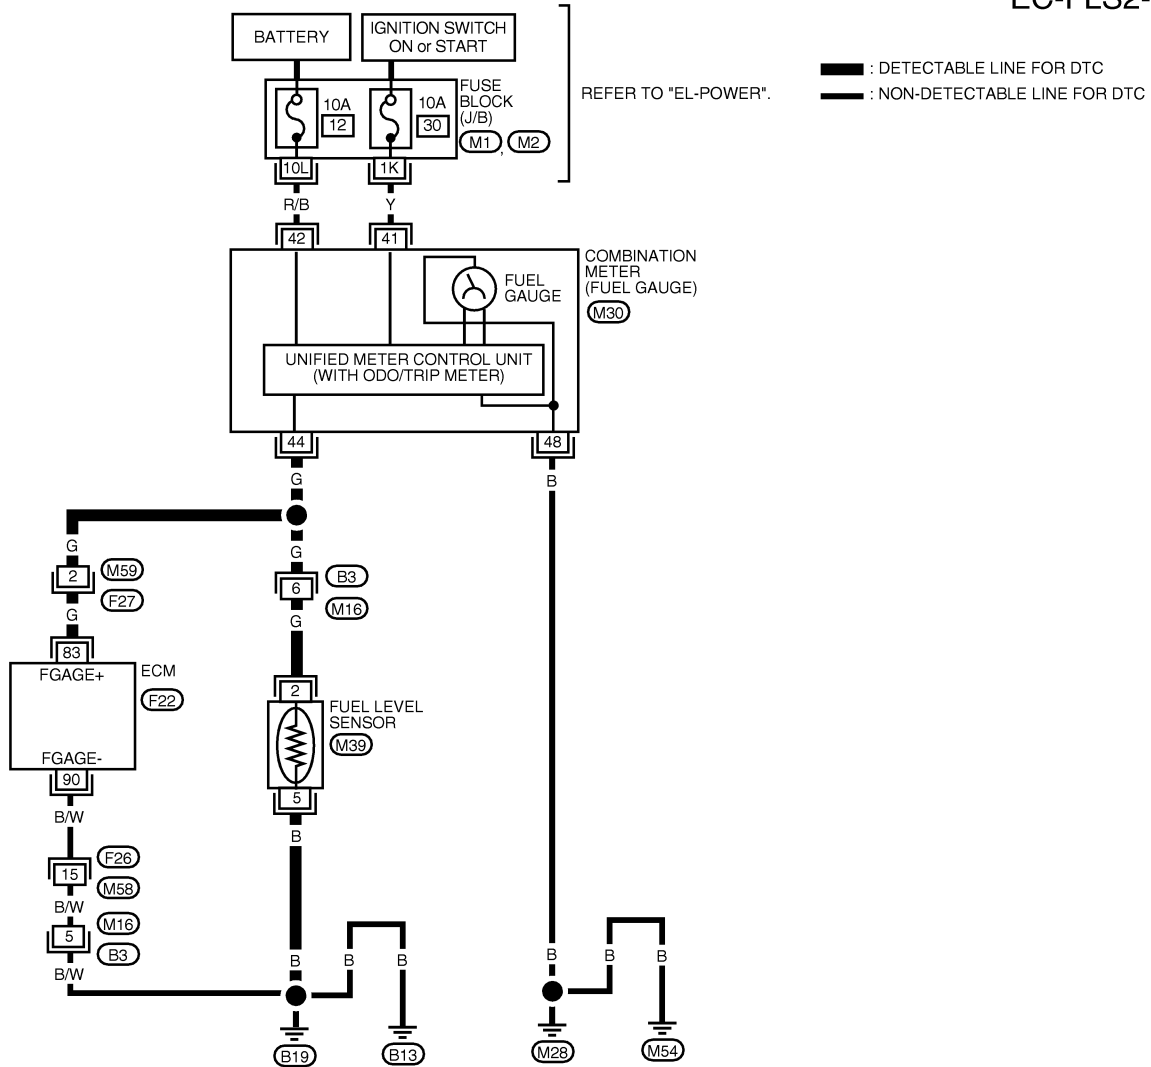 BATTERY
IGNITION SWITCH
ON or START
: DETECTABLE LINE FOR DTC
: NON-DETECTABLE LINE FOR DTC
FUSE
BLOCK
(J/B)
M1 , M2
10A
12
10A
30
REFER TO "EL-POWER".
10L
1K
R/B
Y
42
41
COMBINATION
METER
(FUEL GAUGE)
M30
FUEL
GAUGE
UNIFIED METER CONTROL UNIT
(WITH ODO/TRIP METER)
44
48
G
B
G
G
2
M59
F27
6
B3
M16
G
G
83
FGAGE+
ECM
F22
FGAGE-
90
2
FUEL LEVEL
SENSOR
M39
5
B/W
B
15
F26
M58
B/W
5
M16
B3
B/W
B
B
B
B
B
B
B19
B13
M28
M54